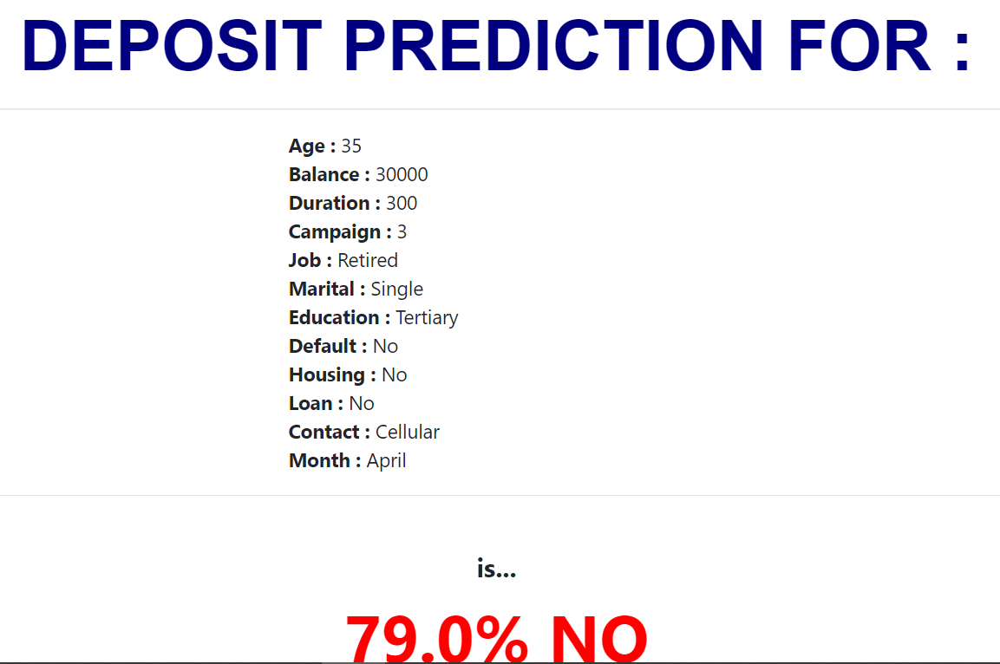 DEPOSIT PREDICTION FOR :
Age : 35
Balance : 30000
Duration : 300
Campaign : 3
Job : Retired
Marital : Single
Education : Tertiary
Default : No
Housing : No
Loan : No
Contact : Cellular
Month : April
is...
79.0% NO